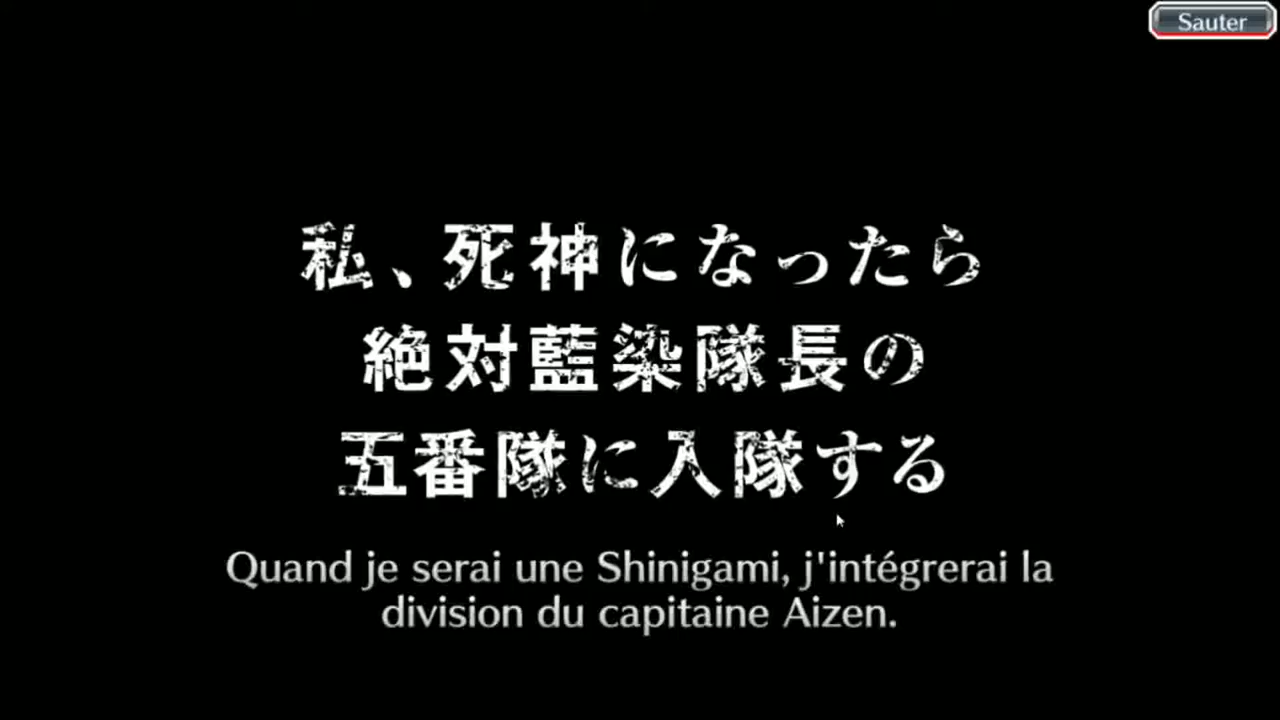 Sauter
私、死神になったら
絶対藍染隊長の
五番隊に入隊する
Quand je serai une Shinigami, j'intégrerai la
division du capitaine Aizen.